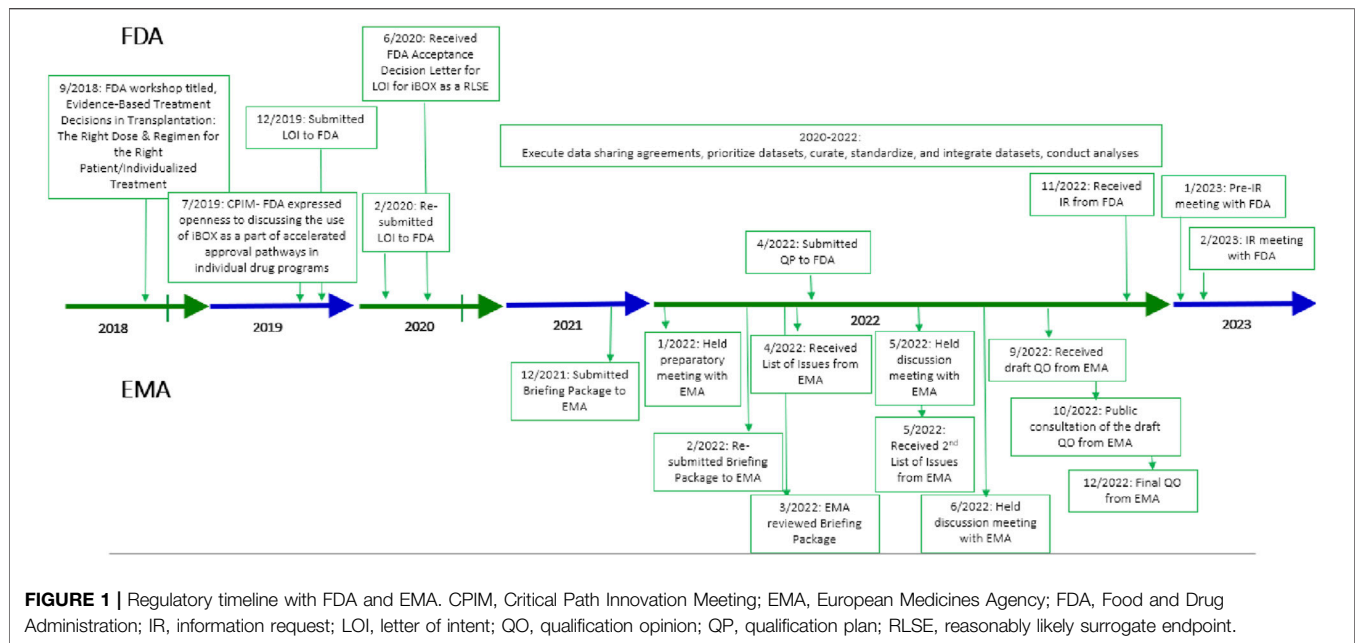 FDA
9/2018: FDA workshop titled,
Evidence-Based Treatment
Decisions in Transplantation:
The Right Dose & Regimen for
the Right
Patient/Individualized
Treatment
7/2019: CPIM- FDA expressed
openness to discussing the use
of iBOX as a part of accelerated
approval pathways in
individual drug programs
12/2019: Submitted
LOI to FDA
6/2020: Received
FDA Acceptance
Decision Letter for
LOI for iBOX as a RLSE
2/2020: Re-
submitted
LOI to FDA
2020-2022:
Execute data sharing agreements, prioritize datasets, curate, standardize, and integrate datasets, conduct analyses
4/2022: Submitted
QP to FDA
11/2022: Received
IR from FDA
1/2023: Pre-IR
meeting with FDA
2/2023: IR meeting
with FDA
2018
2019
2020
2021
2022
2023
EMA
12/2021: Submitted
Briefing Package to
EMA
1/2022: Held
preparatory
meeting with
EMA
2/2022: Re-
submitted Briefing
Package to EMA
4/2022: Received
List of Issues from
EMA
3/2022: EMA
reviewed Briefing
Package
5/2022: Held
discussion
meeting with
EMA
5/2022:
Received 2nd
List of Issues
from EMA
6/2022: Held
discussion meeting
with EMA
9/2022: Received
draft QO from EMA
10/2022: Public
consultation of the draft
QO from EMA
12/2022: Final QO
from EMA
FIGURE 1 | Regulatory timeline with FDA and EMA. CPIM, Critical Path Innovation Meeting; EMA, European Medicines Agency; FDA, Food and Drug
Administration; IR, information request; LOI, letter of intent; QO, qualification opinion; QP, qualification plan; RLSE, reasonably likely surrogate endpoint.